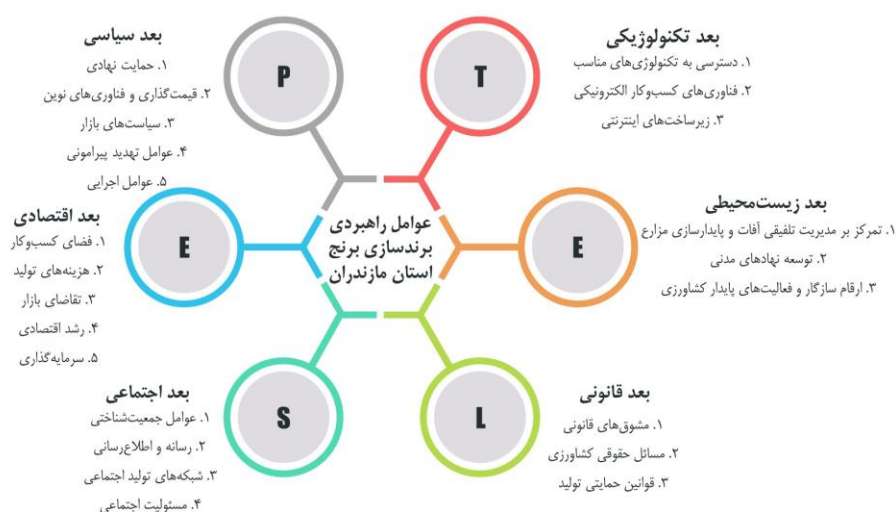 بعد سیاسی
۱. حمایت نهادی
۲. قیمت‌گذاری و فناوری‌های نوین
۳. سیاست‌های بازار
۴. عوامل تهدید پیرامونی
۵. عوامل اجرایی
P
بعد تکنولوژیکی
۱. دسترسی به تکنولوژی‌های مناسب
۲. فناوری‌های کسب‌وکار الکترونیکی
۳. زیرساخت‌های اینترنتی
T
بعد اقتصادی
۱. فضای کسب‌وکار
۲. هزینه‌های تولید
۳. تقاضای بازار
۴. رشد اقتصادی
۵. سرمایه‌گذاری
E
عوامل راهبردی
برندسازی برنج
استان مازندران
بعد زیست‌محیطی
۱. تمرکز بر مدیریت تلفیقی آفات و پایدارسازی مزارع
۲. توسعه نهادهای مدنی
۳. ارقام سازگار و فعالیت‌های پایدار کشاورزی
E
بعد اجتماعی
۱. عوامل جمعیت‌شناختی
۲. رسانه و اطلاع‌رسانی
۳. شبکه‌های تولید اجتماعی
۴. مسئولیت اجتماعی
S
بعد قانونی
۱. مشوق‌های قانونی
۲. مسائل حقوقی کشاورزی
۳. قوانین حمایتی تولید
L